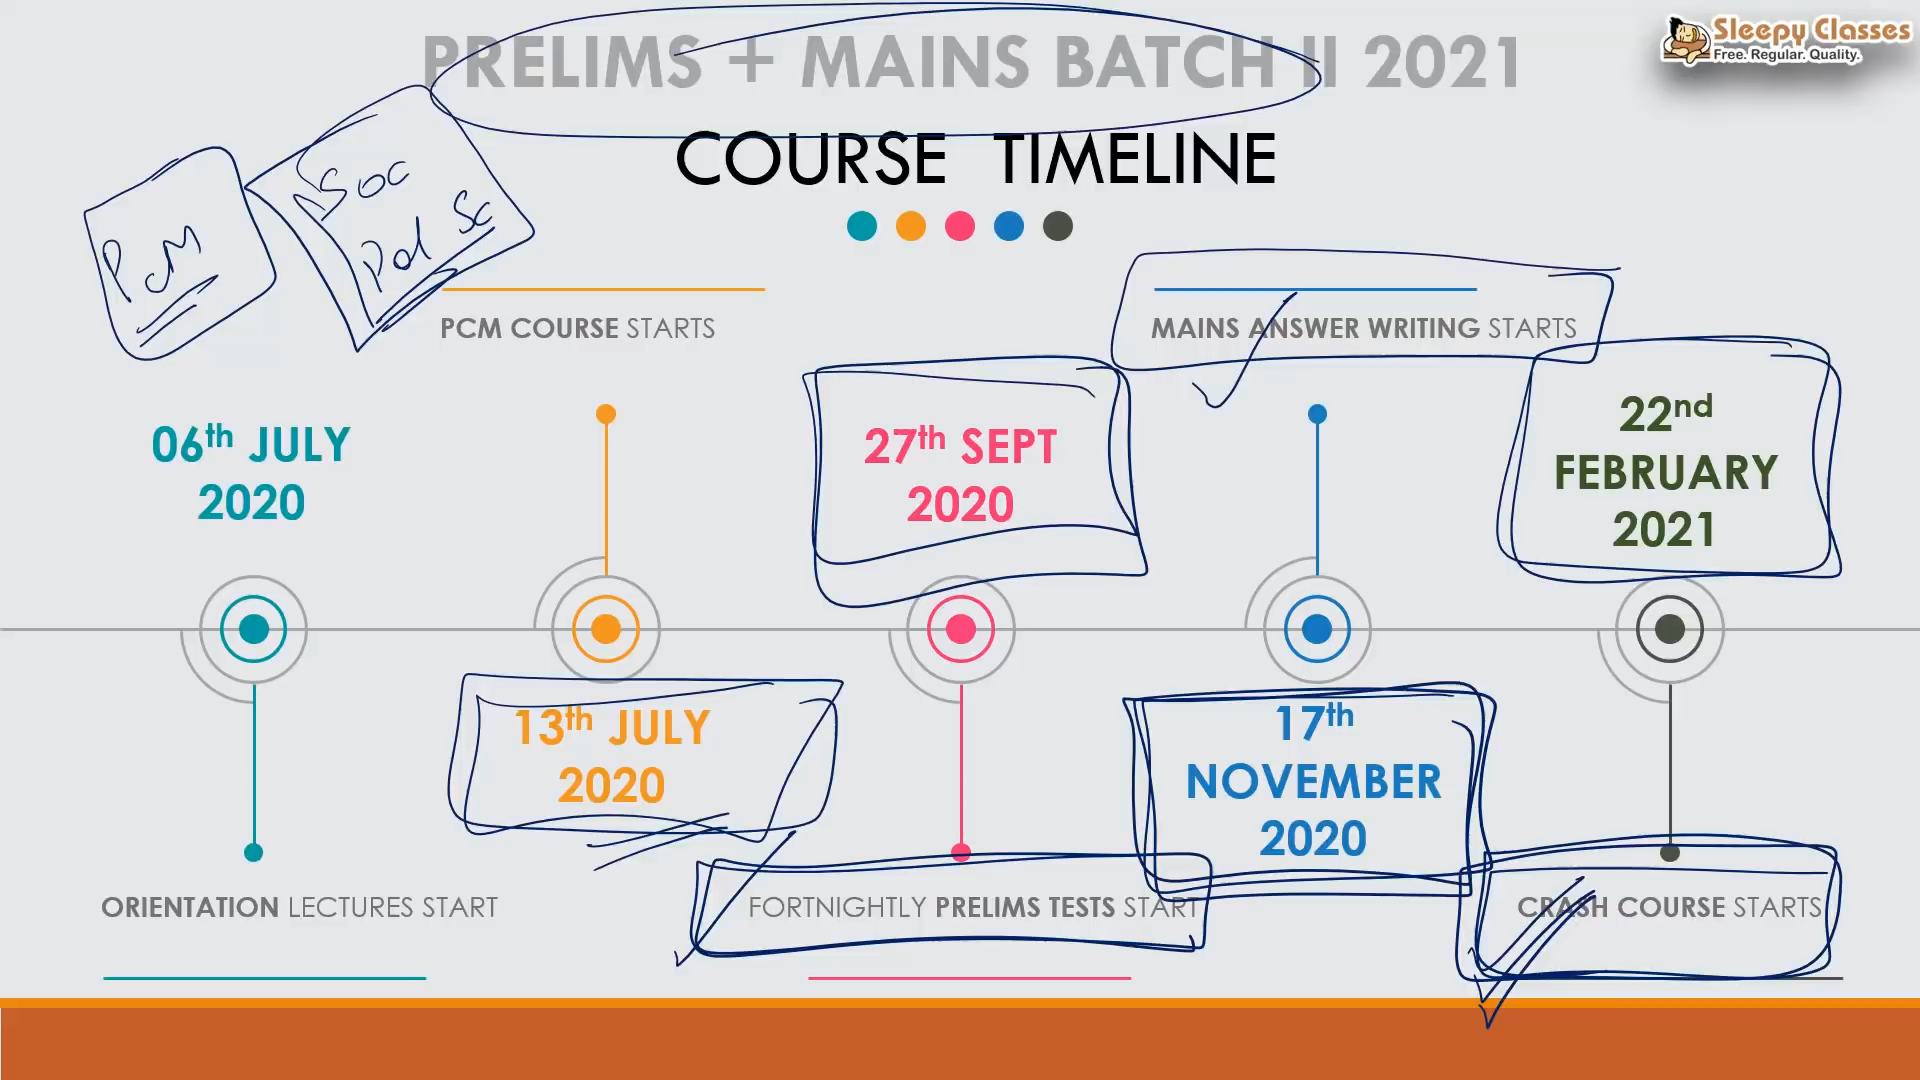 PRELIMS + MAINS BATCH II 2021
Sleepy Classes
Free. Regular. Quality.
COURSE TIMELINE
PCM
Soc
Pol Sc
PCM COURSE STARTS
MAINS ANSWER WRITING STARTS
06th JULY
2020
27th SEPT
2020
22nd
FEBRUARY
2021
13th JULY
2020
17th
NOVEMBER
2020
ORIENTATION LECTURES START
FORTNIGHTLY PRELIMS TESTS START
CRASH COURSE STARTS